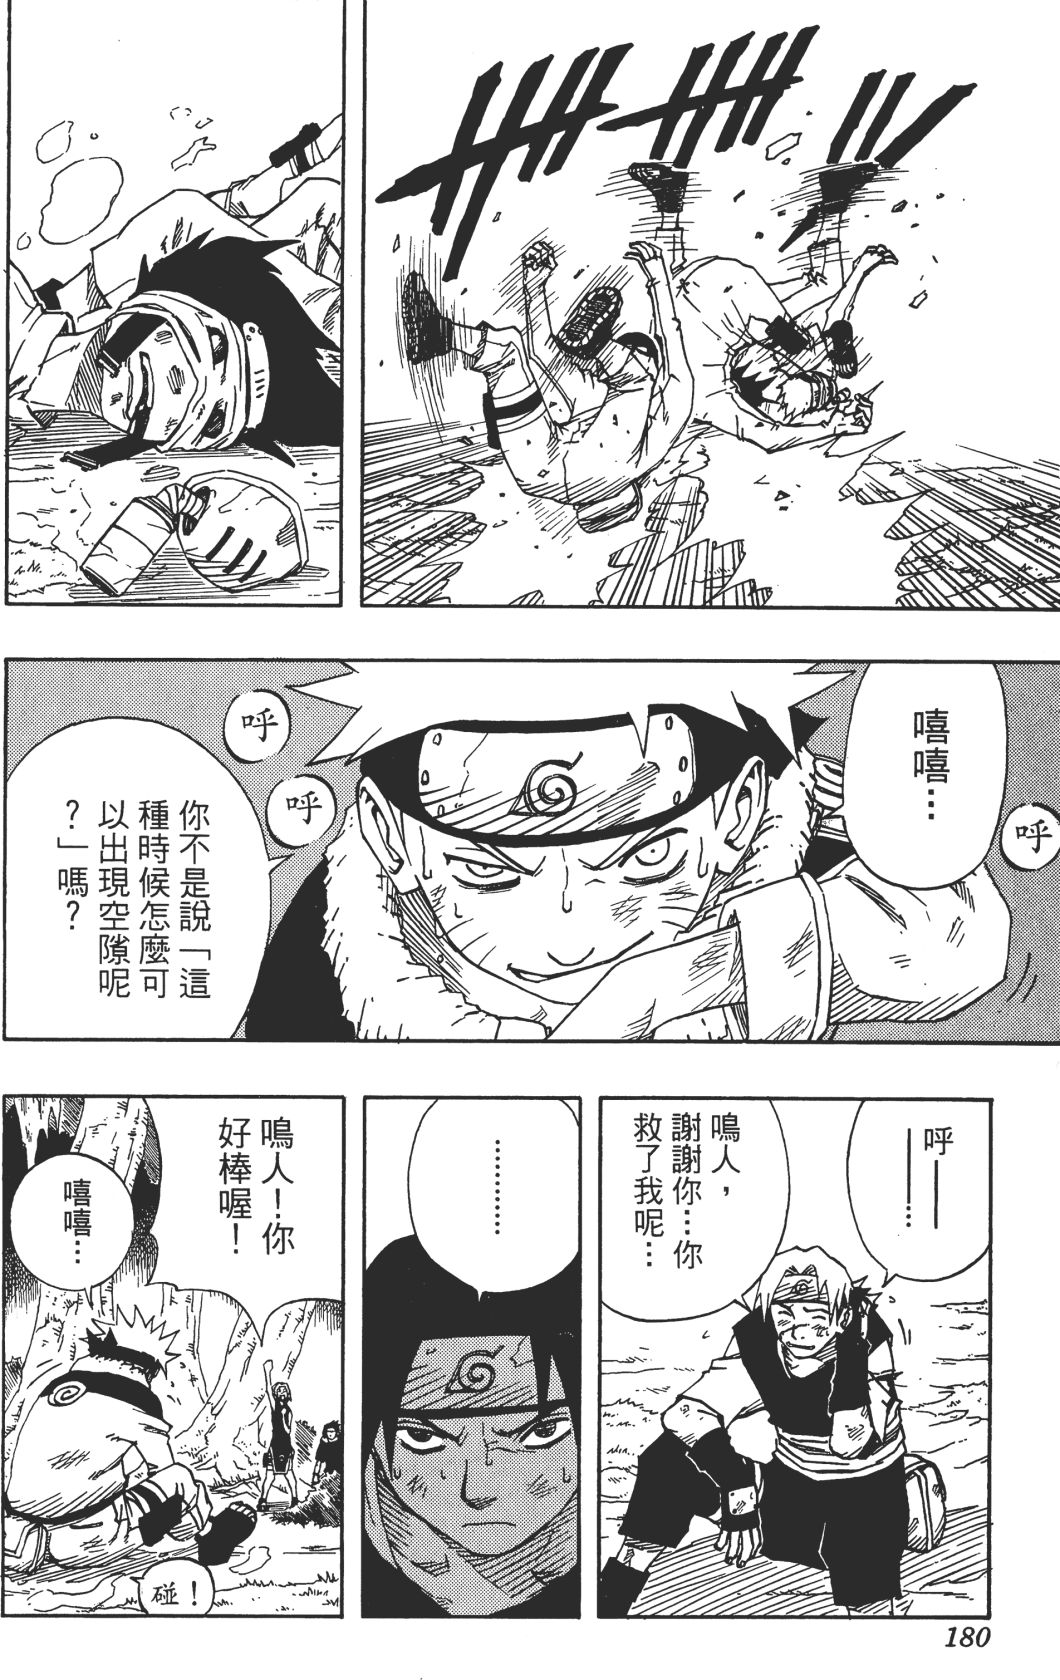 嘻嘻…
呼
呼
呼
你不是說「這
種時候怎麼可
以出現空隙呢
？」嗎？
呼——……
鳴人，
謝謝你…你
救了我呢…
…………
鳴人！你
好棒喔！
嘻嘻…
碰！
180